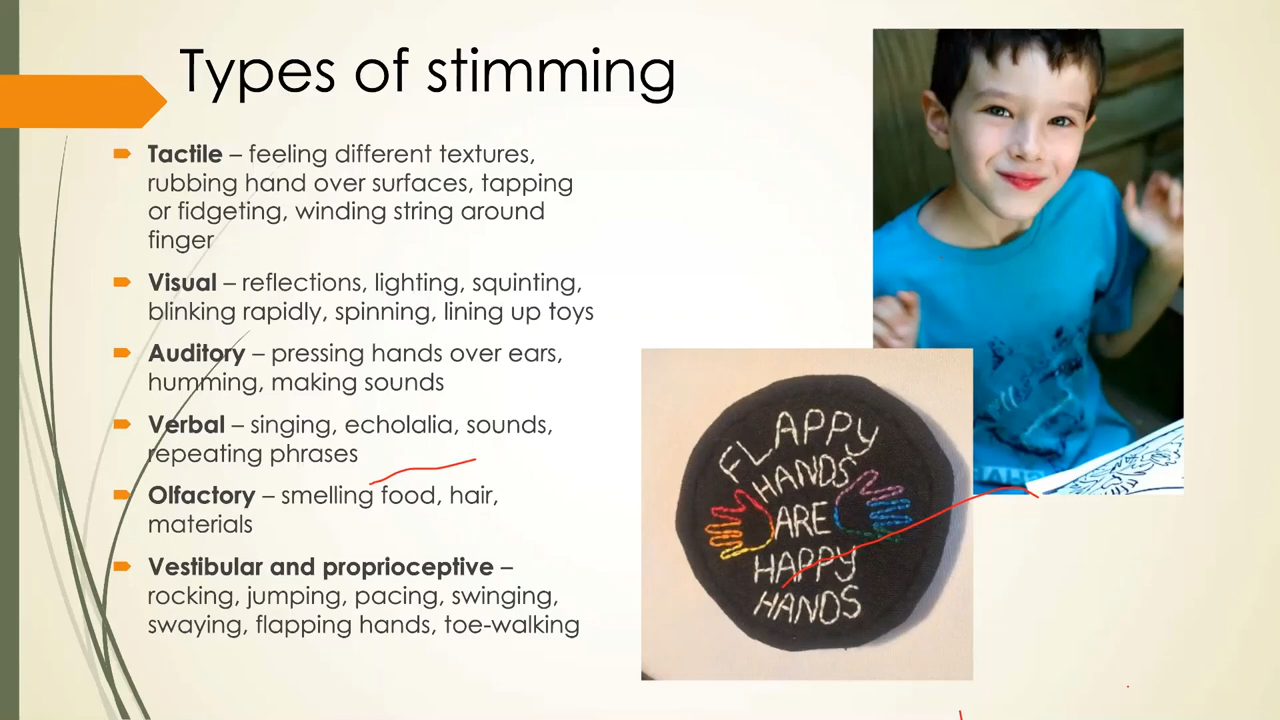 Types of stimming
Tactile – feeling different textures,
rubbing hand over surfaces, tapping
or fidgeting, winding string around
finger
Visual – reflections, lighting, squinting,
blinking rapidly, spinning, lining up toys
Auditory – pressing hands over ears,
humming, making sounds
Verbal – singing, echolalia, sounds,
repeating phrases
Olfactory – smelling food, hair,
materials
Vestibular and proprioceptive –
rocking, jumping, pacing, swinging,
swaying, flapping hands, toe-walking
FLAPPY
HANDS
ARE
HAPPY
HANDS